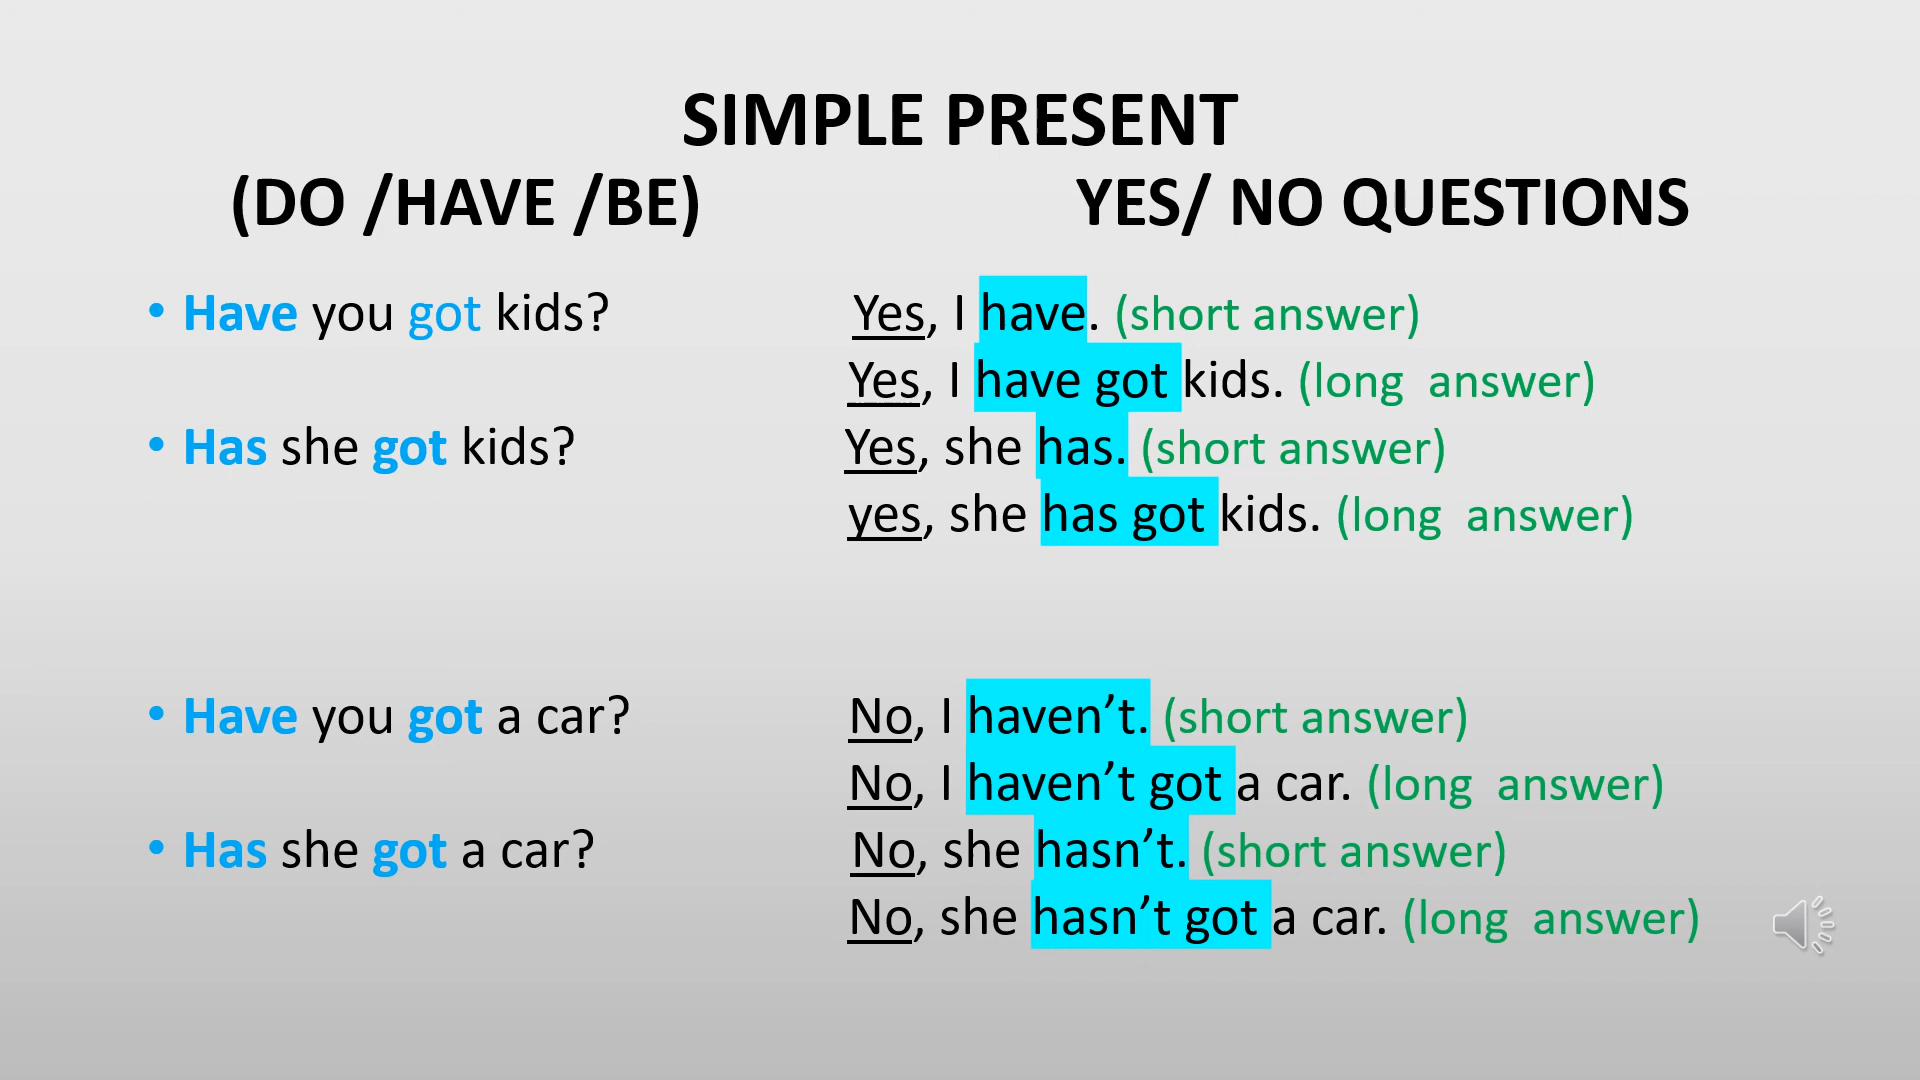 SIMPLE PRESENT
(DO /HAVE /BE) YES/ NO QUESTIONS
• Have you got kids? Yes, I have. (short answer)
Yes, I have got kids. (long answer)
• Has she got kids? Yes, she has. (short answer)
yes, she has got kids. (long answer)
• Have you got a car? No, I haven’t. (short answer)
No, I haven’t got a car. (long answer)
• Has she got a car? No, she hasn’t. (short answer)
No, she hasn’t got a car. (long answer)